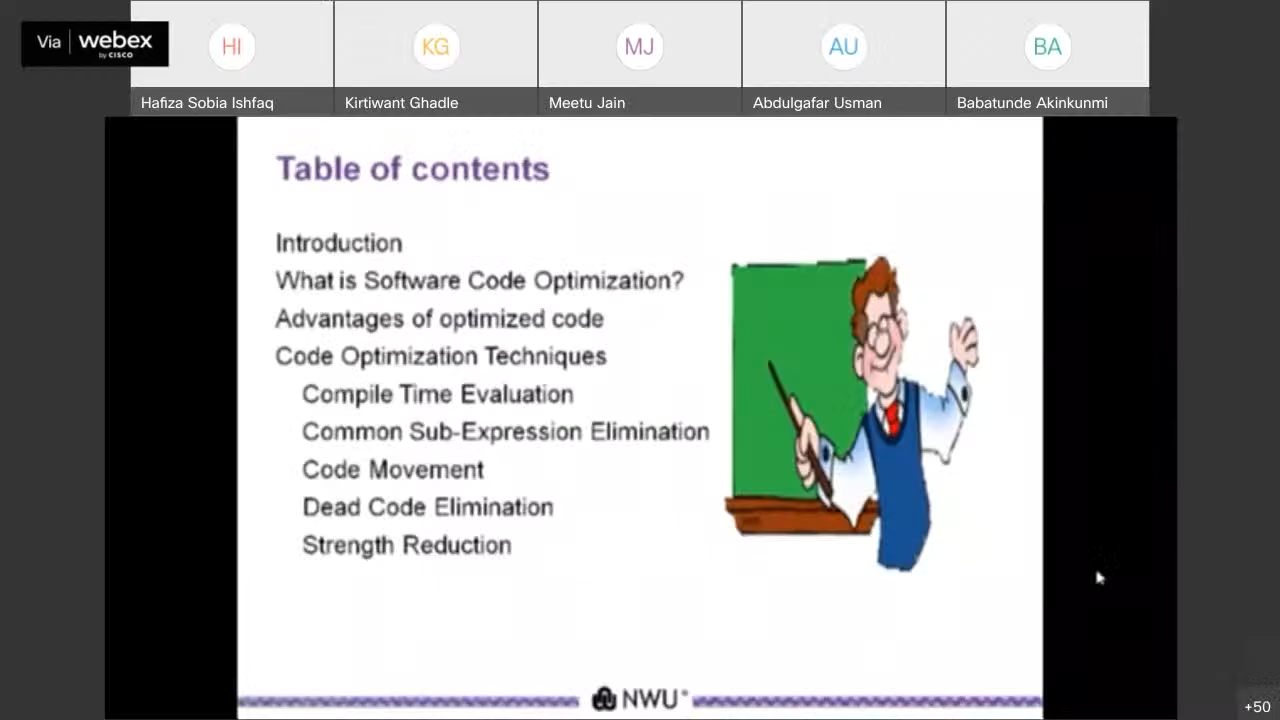 Via webex
by CISCO
HI
KG
MJ
AU
BA
Hafiza Sobia Ishfaq
Kirtiwant Ghadle
Meetu Jain
Abdulgafar Usman
Babatunde Akinkunmi
Table of contents
Introduction
What is Software Code Optimization?
Advantages of optimized code
Code Optimization Techniques
Compile Time Evaluation
Common Sub-Expression Elimination
Code Movement
Dead Code Elimination
Strength Reduction
NWU®
+50